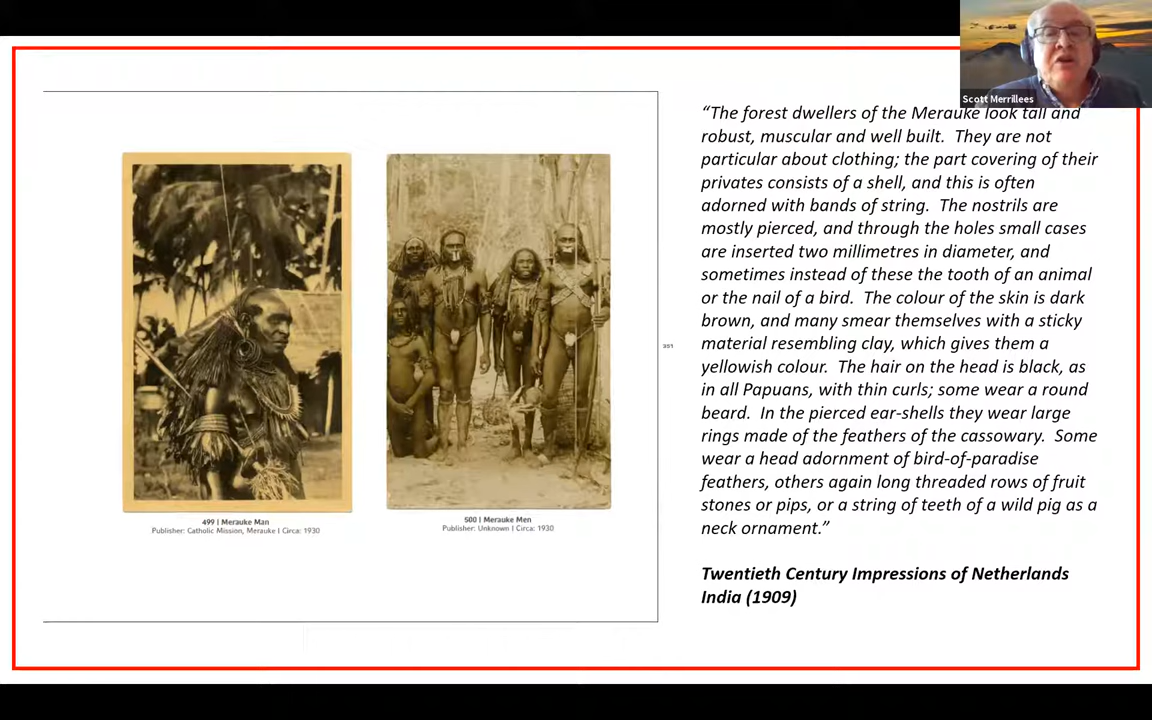 Scott Merrillees
“The forest dwellers of the Merauke look tall and
robust, muscular and well built.  They are not
particular about clothing; the part covering of their
privates consists of a shell, and this is often
adorned with bands of string.  The nostrils are
mostly pierced, and through the holes small cases
are inserted two millimetres in diameter, and
sometimes instead of these the tooth of an animal
or the nail of a bird.  The colour of the skin is dark
brown, and many smear themselves with a sticky
material resembling clay, which gives them a
yellowish colour.  The hair on the head is black, as
in all Papuans, with thin curls; some wear a round
beard.  In the pierced ear-shells they wear large
rings made of the feathers of the cassowary.  Some
wear a head adornment of bird-of-paradise
feathers, others again long threaded rows of fruit
stones or pips, or a string of teeth of a wild pig as a
neck ornament.”
Twentieth Century Impressions of Netherlands
India (1909)
351
499 | Merauke Man
Publisher: Catholic Mission, Merauke | Circa: 1930
500 | Merauke Men
Publisher: Unknown | Circa: 1930